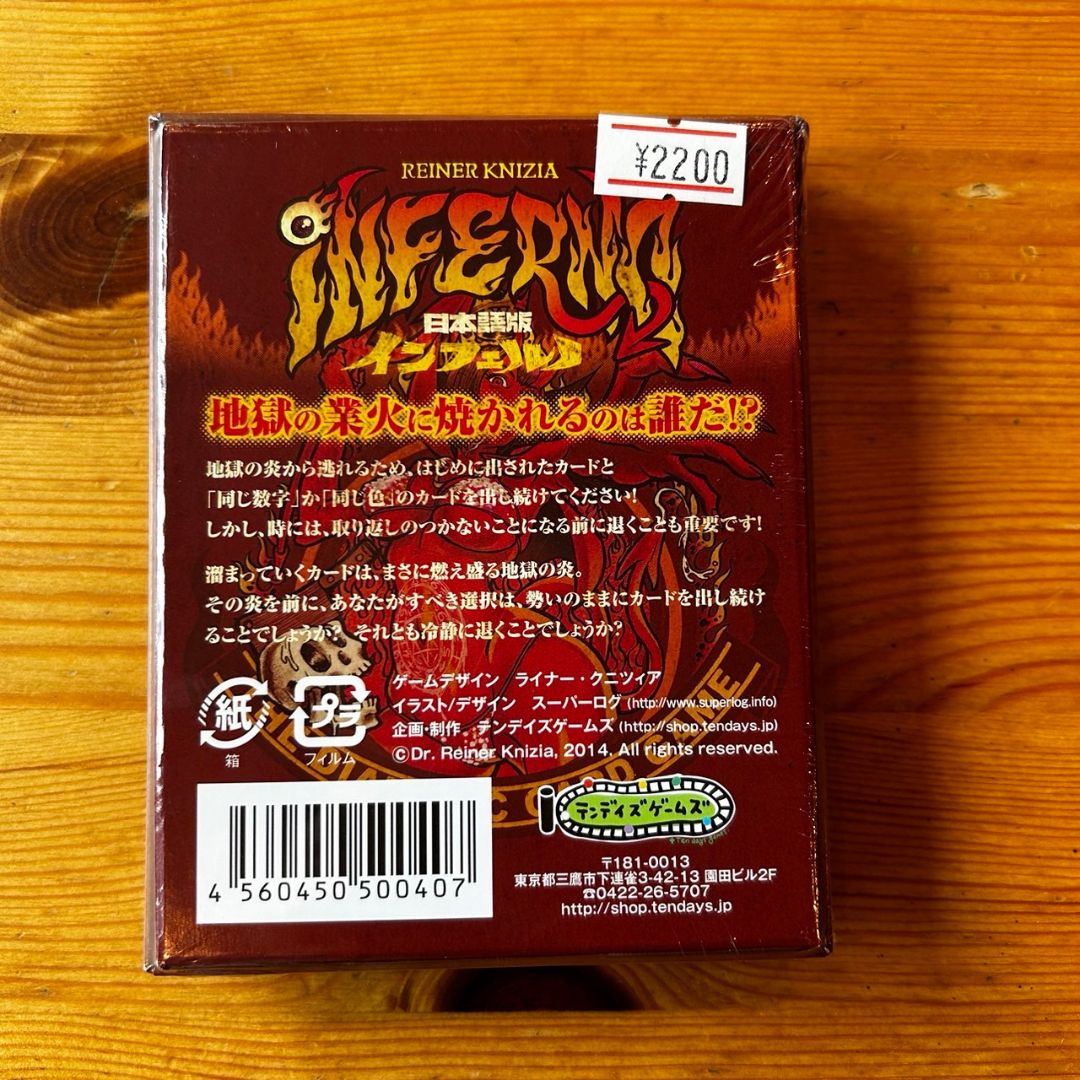 ¥2200
REINER KNIZIA
INFERNO
日本語版
インフェルノ
地獄の業火に焼かれるのは誰だ!?
地獄の炎から逃れるため、はじめに出されたカードと
「同じ数字」か「同じ色」のカードを出し続けてください!
しかし、時には、取り返しのつかないことになる前に退くことも重要です!
溜まっていくカードは、まさに燃え盛る地獄の炎。
その炎を前に、あなたがすべき選択は、勢いのままにカードを出し続け
ることでしょうか? それとも冷静に退くことでしょうか?
ゲームデザイン ライナー・クニツィア
イラスト/デザイン スーパーログ (http://www.superlog.info)
企画・制作 テンデイズゲームズ (http://shop.tendays.jp)
©Dr. Reiner Knizia, 2014. All rights reserved.
紙
箱
プラ
フィルム
CARD GAME
4 560450 500407
テンデイズゲームズ
〒181-0013
東京都三鷹市下連雀3-42-13 園田ビル2F
☎0422-26-5707
http://shop.tendays.jp